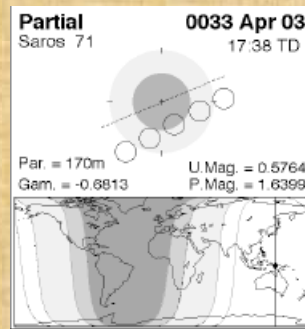 Partial 0033 Apr 03
Saros 71 17:38 TD
Par. = 170m U.Mag. = 0.5764
Gam. = -0.6813 P.Mag. = 1.6399